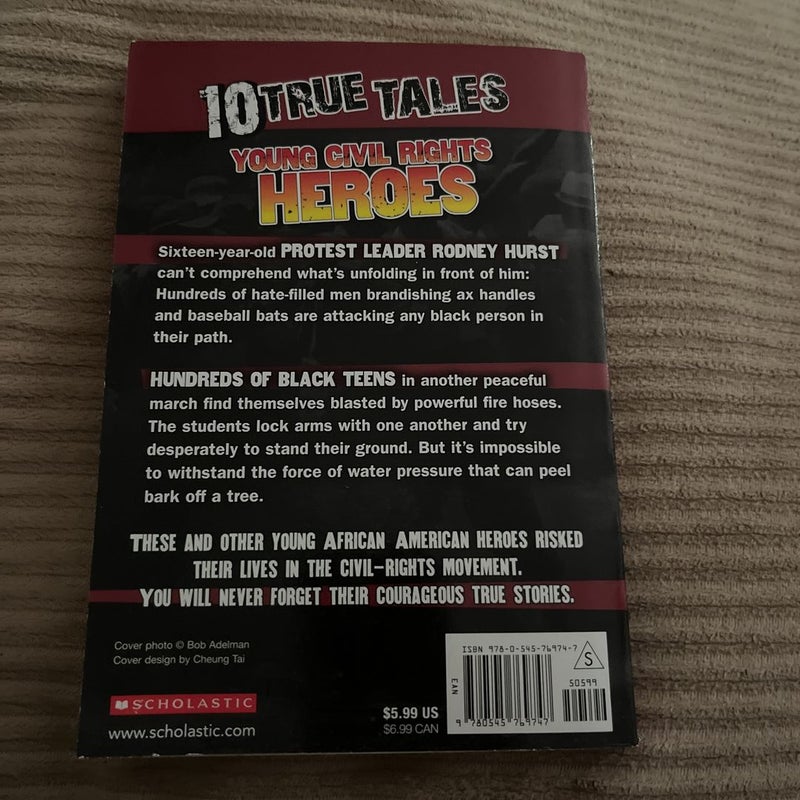 10 TRUE TALES
YOUNG CIVIL RIGHTS
HEROES
Sixteen-year-old PROTEST LEADER RODNEY HURST
can't comprehend what's unfolding in front of him:
Hundreds of hate-filled men brandishing ax handles
and baseball bats are attacking any black person in
their path.
HUNDREDS OF BLACK TEENS in another peaceful
march find themselves blasted by powerful fire hoses.
The students lock arms with one another and try
desperately to stand their ground. But it's impossible
to withstand the force of water pressure that can peel
bark off a tree.
THESE AND OTHER YOUNG AFRICAN AMERICAN HEROES RISKED
THEIR LIVES IN THE CIVIL-RIGHTS MOVEMENT.
YOU WILL NEVER FORGET THEIR COURAGEOUS TRUE STORIES.
Cover photo © Bob Adelman
Cover design by Cheung Tai
SCHOLASTIC
www.scholastic.com
$5.99 US
$6.99 CAN
ISBN 978-0-545-76974-7
S
50599
EAN
9 780545 769747